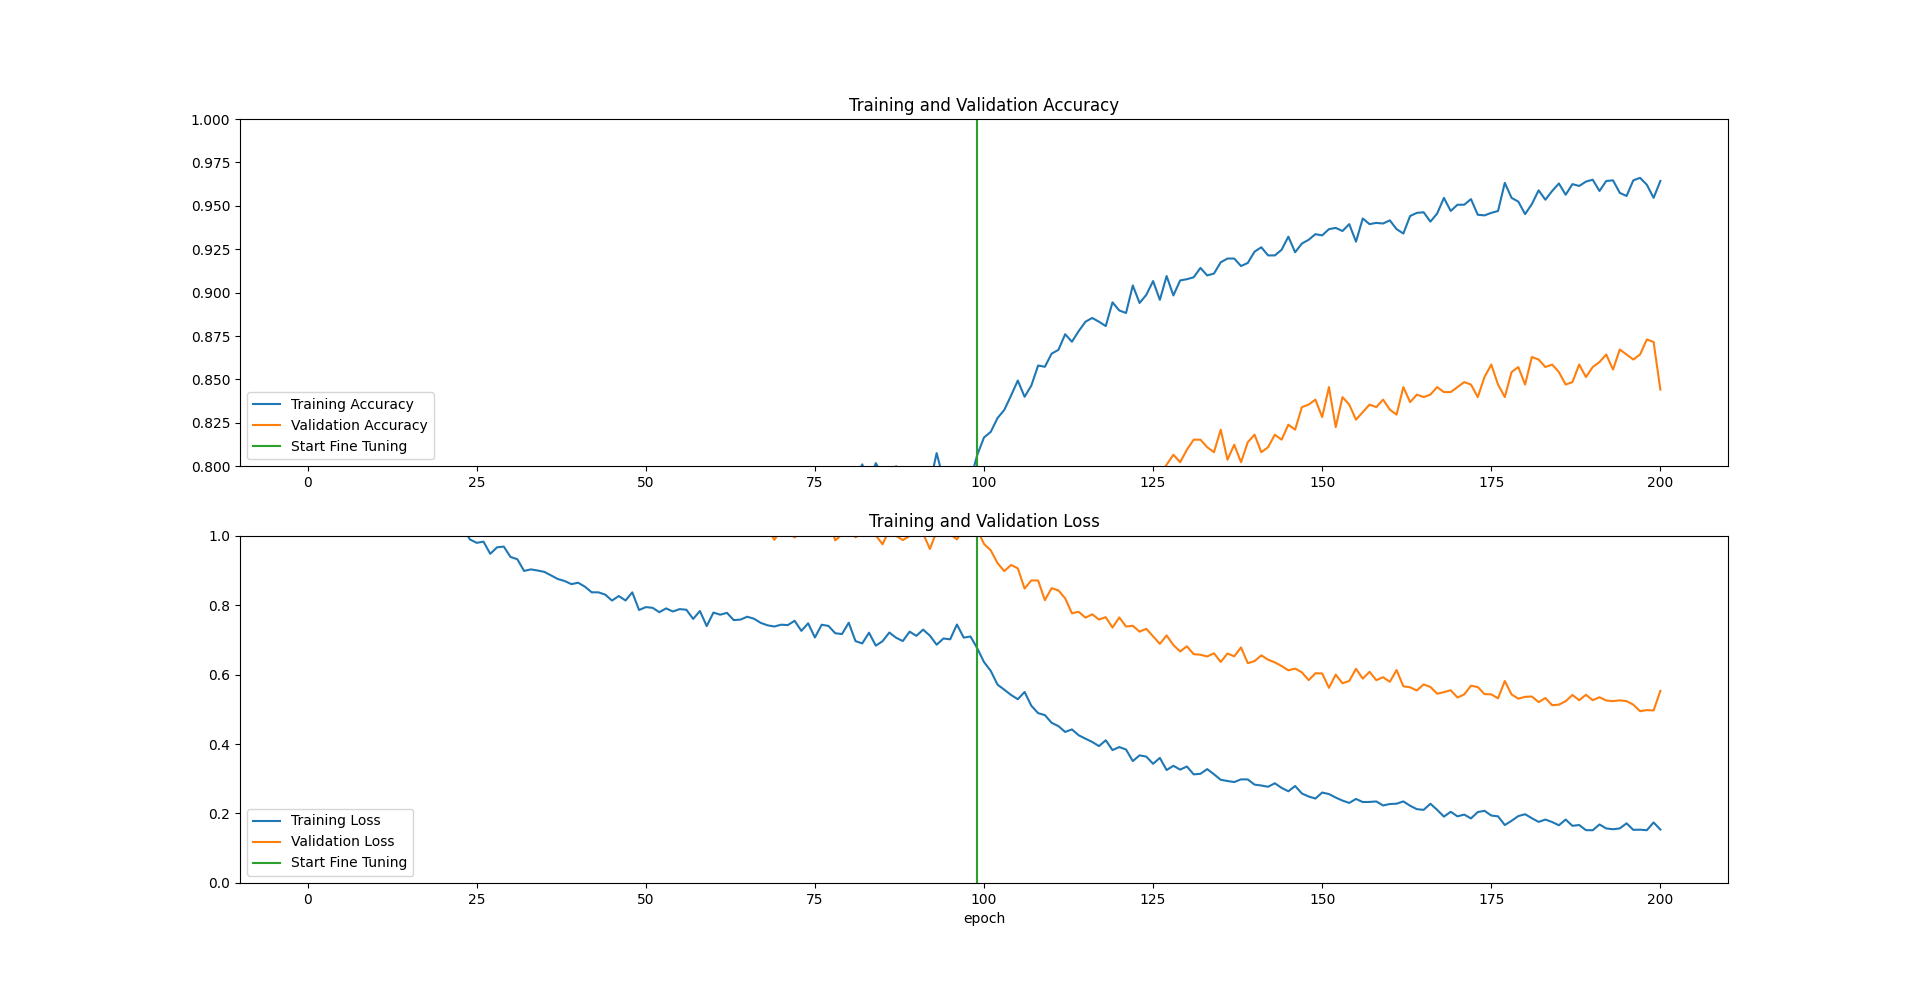 Training and Validation Accuracy
1.000
0.975
0.950
0.925
0.900
0.875
0.850
0.825
0.800
Training Accuracy
Validation Accuracy
Start Fine Tuning
0 25 50 75 100 125 150 175 200
Training and Validation Loss
1.0
0.8
0.6
0.4
0.2
0.0
Training Loss
Validation Loss
Start Fine Tuning
0 25 50 75 100 125 150 175 200
epoch